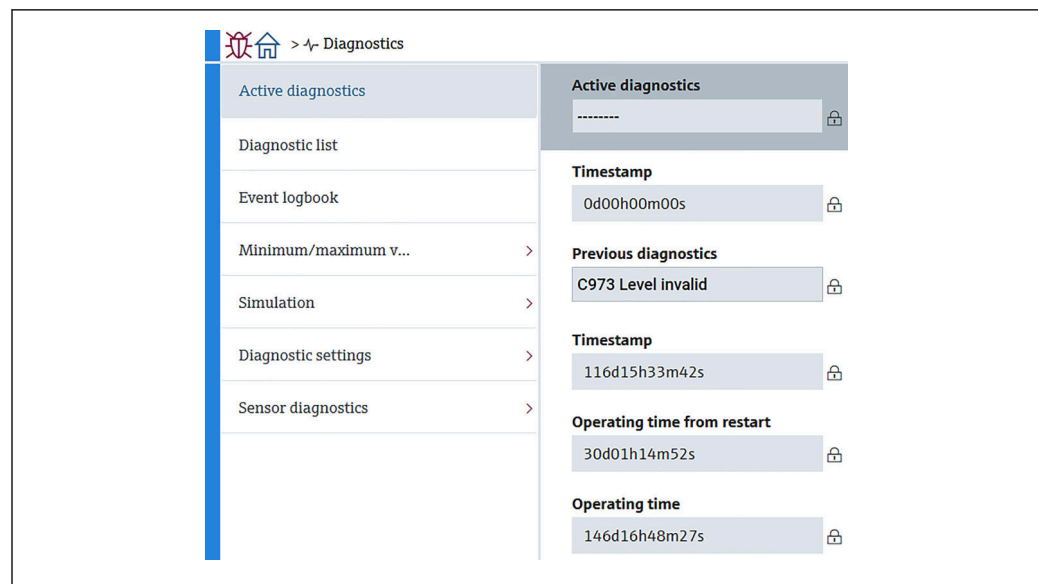 > Diagnostics
Active diagnostics
Diagnostic list
Event logbook
Minimum/maximum v...
Simulation
Diagnostic settings
Sensor diagnostics
Active diagnostics
--------
Timestamp
0d00h00m00s
Previous diagnostics
C973 Level invalid
Timestamp
116d15h33m42s
Operating time from restart
30d01h14m52s
Operating time
146d16h48m27s